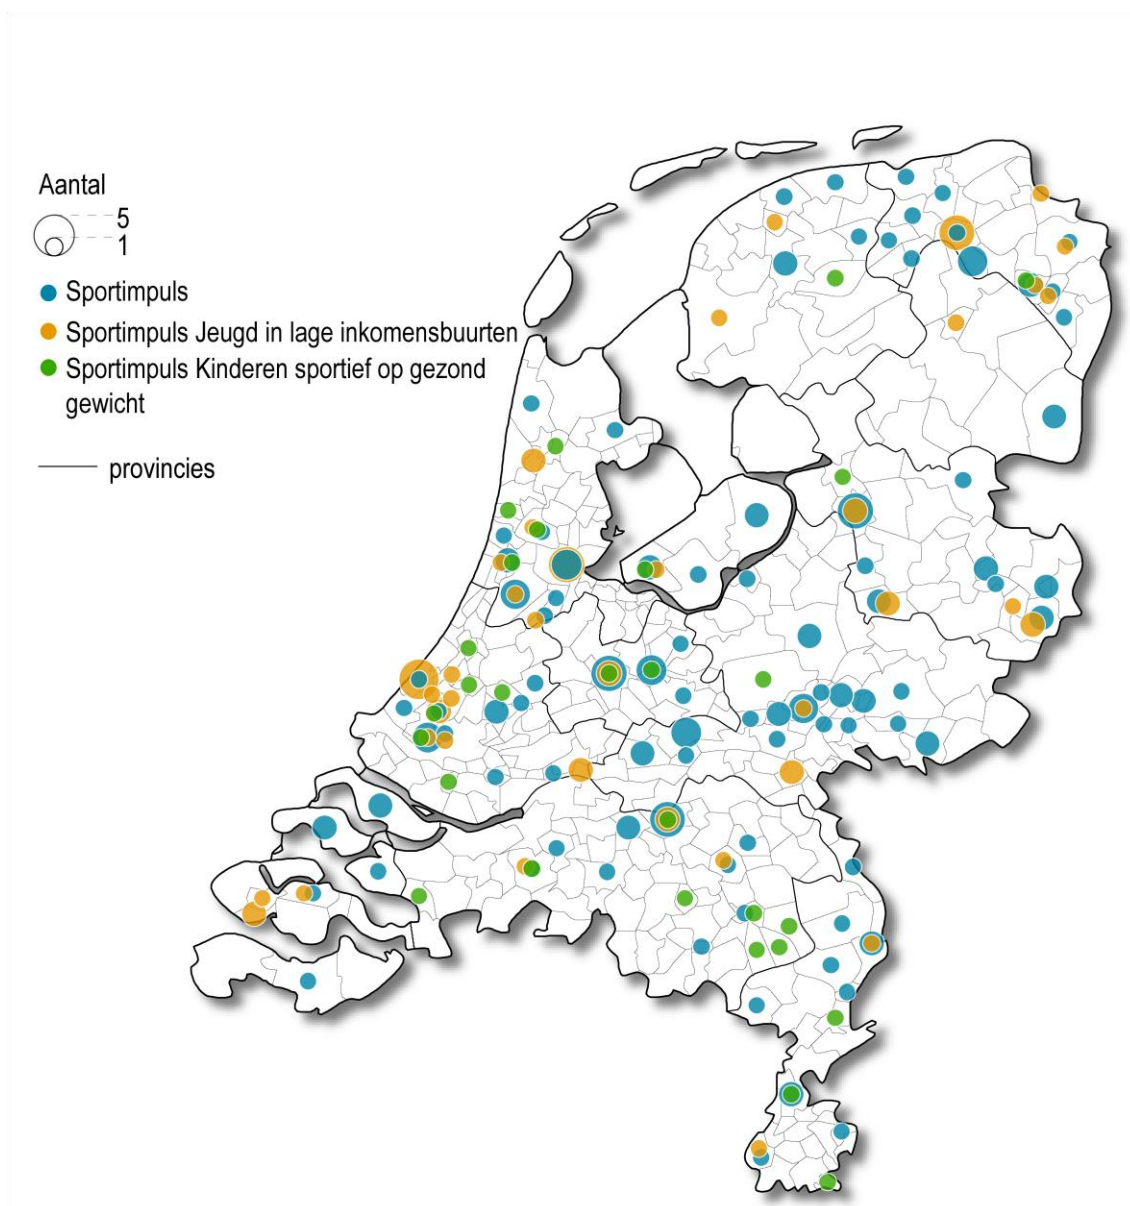 Aantal
5
1
Sportimpuls
Sportimpuls Jeugd in lage inkomensbuurten
Sportimpuls Kinderen sportief op gezond
gewicht
provincies